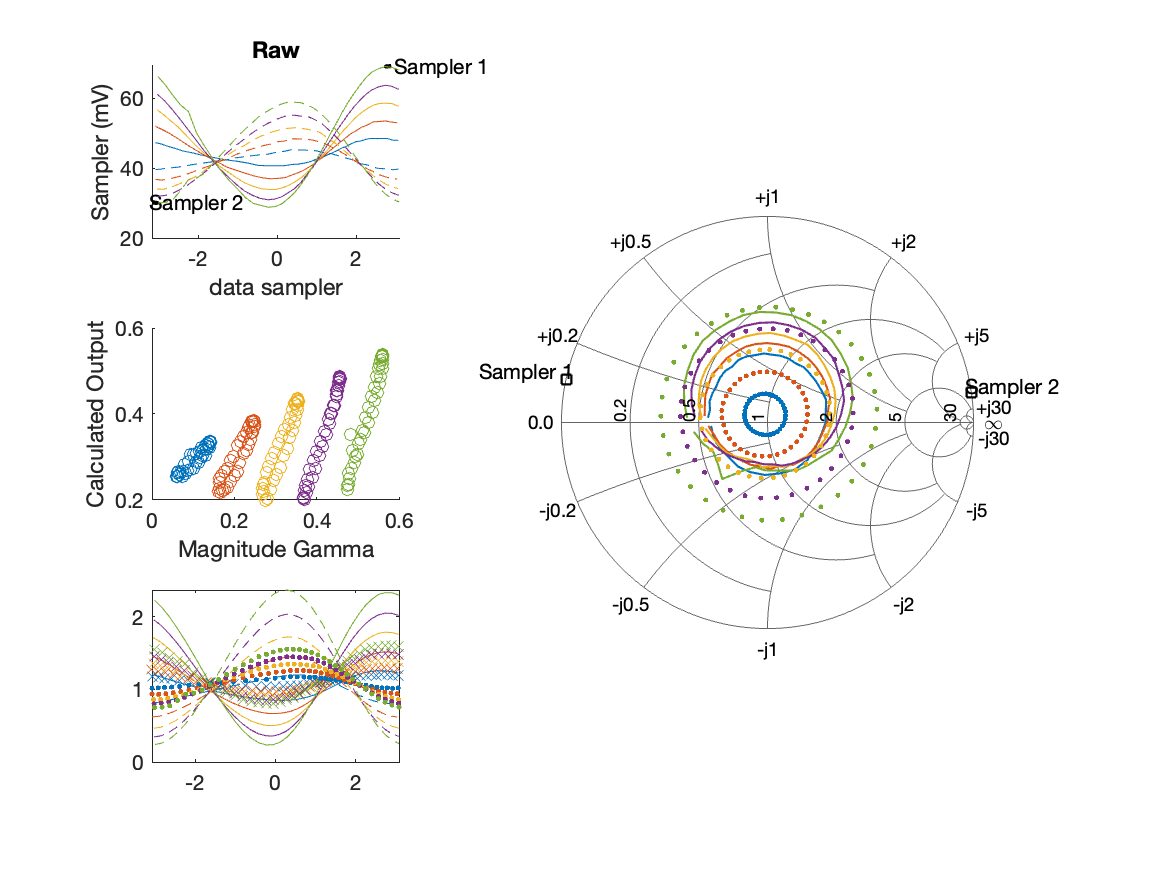 Raw
Sampler 1
Sampler (mV)
60
40
20
Sampler 2
-2
0
2
data sampler
Calculated Output
0.6
0.4
0.2
0
0.2
0.4
0.6
Magnitude Gamma
2
1
0
-2
0
2
+j1
+j0.5
+j2
+j0.2
+j5
Sampler 1
Sampler 2
0.0
0.2
0.5
1
2
5
30
+j30
∞
-j30
-j0.2
-j5
-j0.5
-j2
-j1